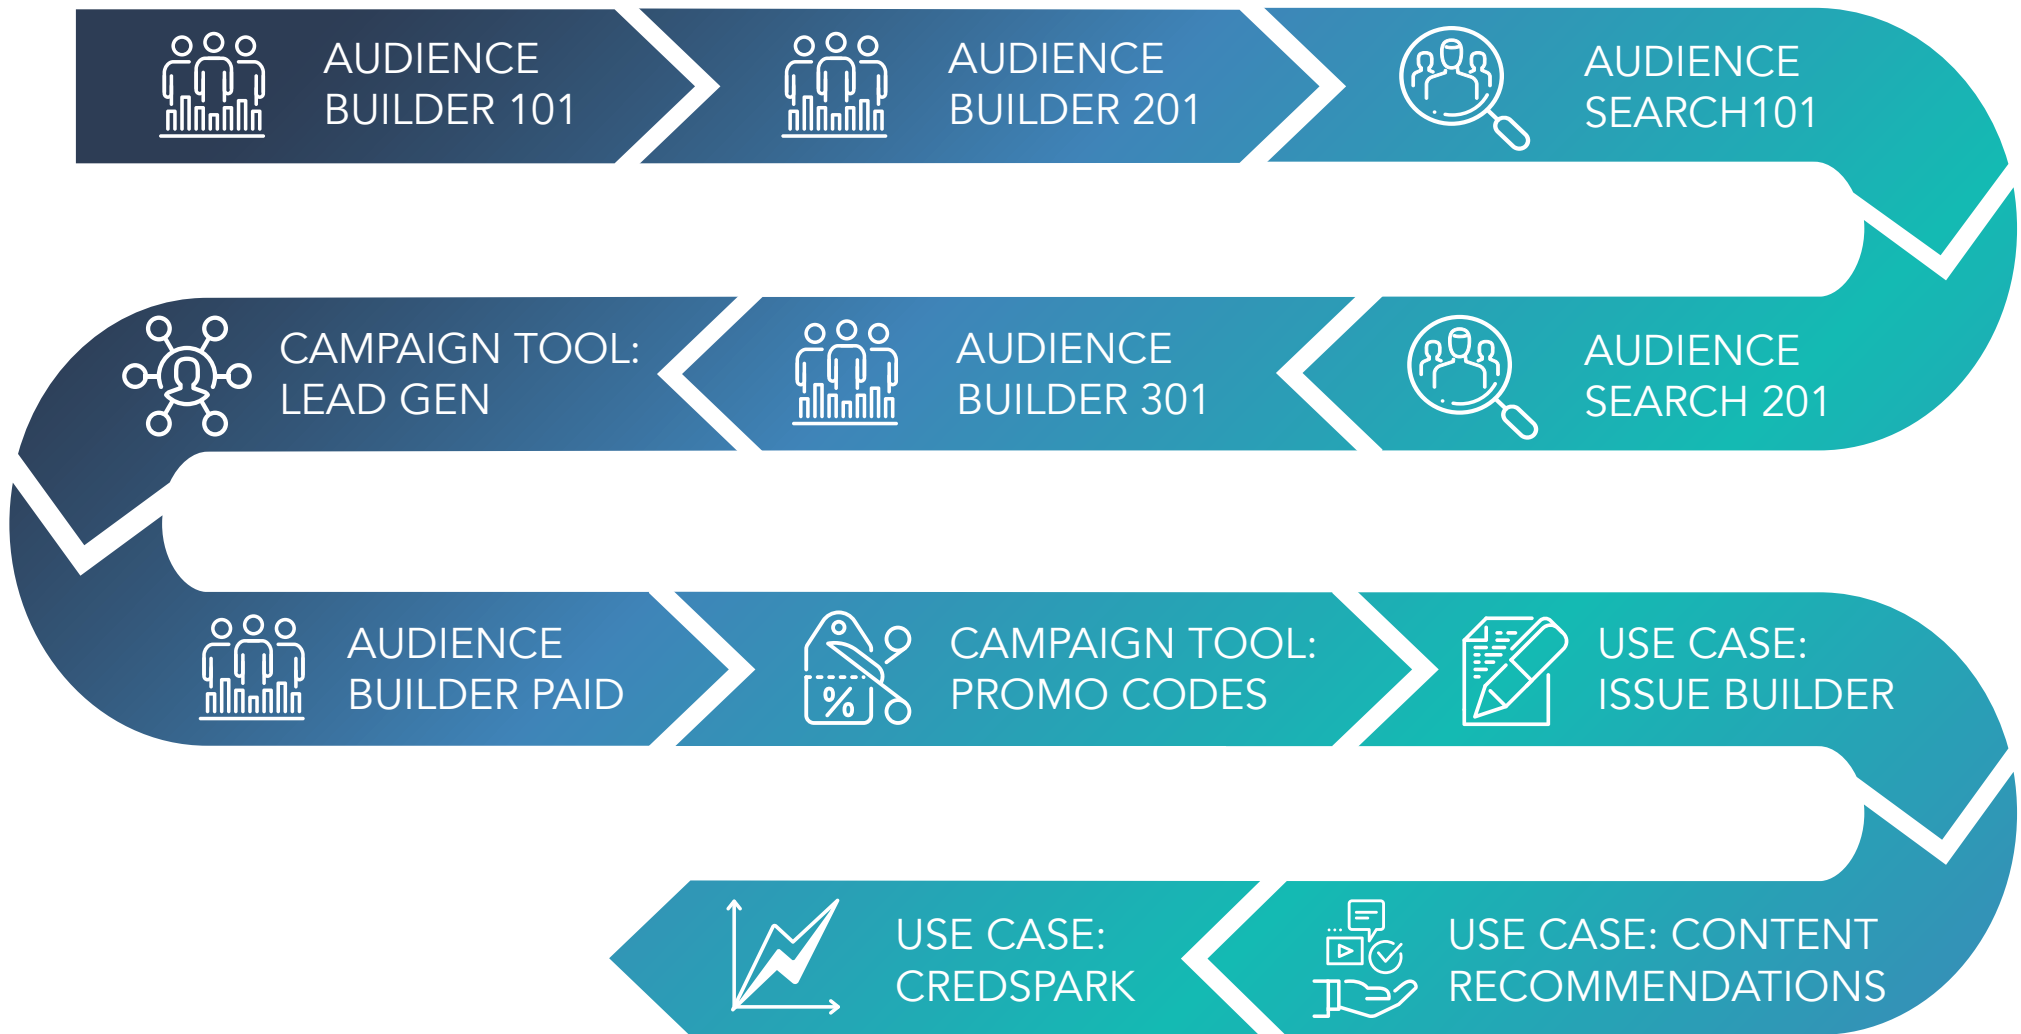 AUDIENCE
BUILDER 101
AUDIENCE
BUILDER 201
AUDIENCE
SEARCH101
AUDIENCE
SEARCH 201
AUDIENCE
BUILDER 301
CAMPAIGN TOOL:
LEAD GEN
AUDIENCE
BUILDER PAID
CAMPAIGN TOOL:
PROMO CODES
%
USE CASE:
ISSUE BUILDER
USE CASE: CONTENT
RECOMMENDATIONS
USE CASE:
CREDSPARK